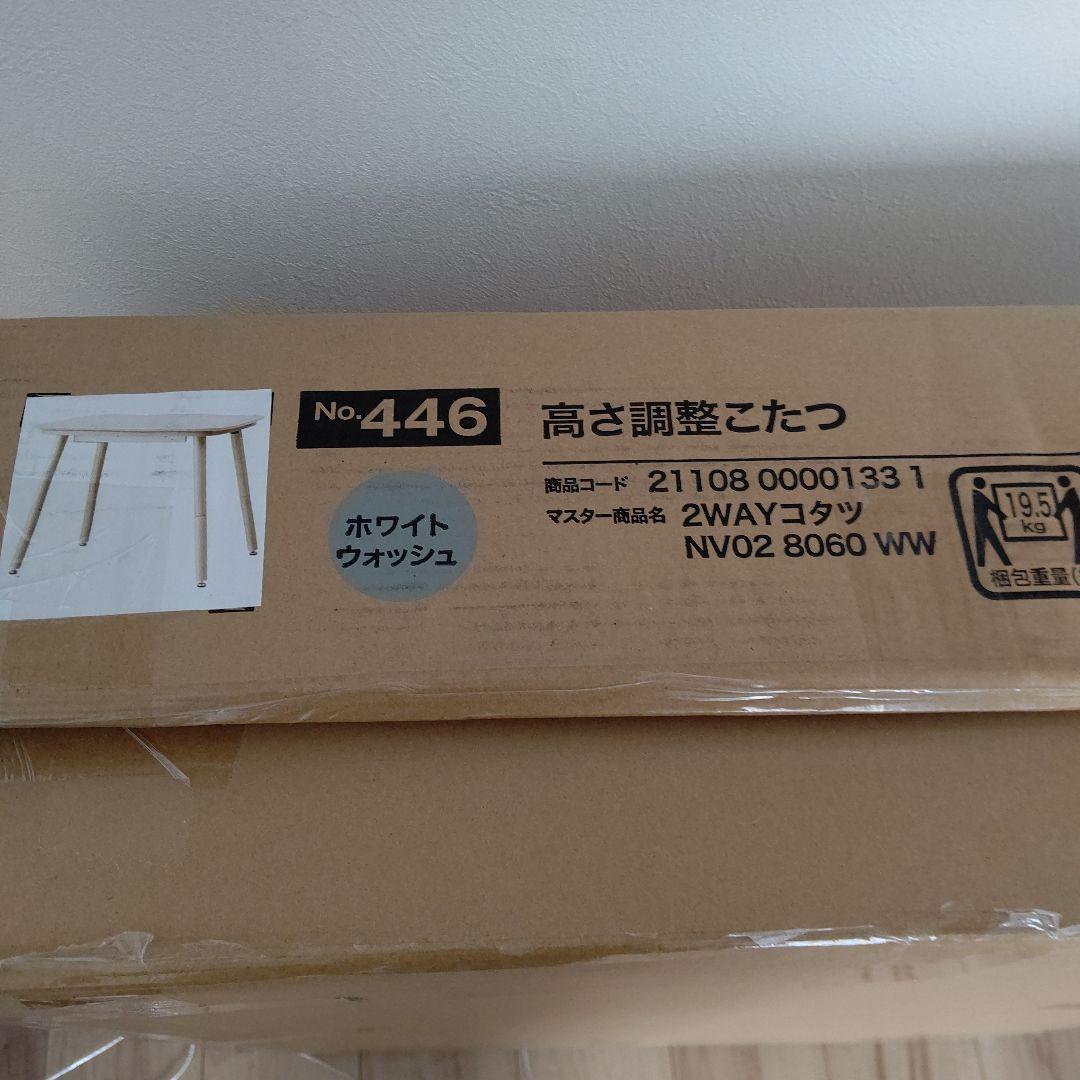 No.446
高さ調整こたつ
ホワイト
ウォッシュ
商品コード 21108 0000133 1
マスター商品名 2WAYコタツ
NV02 8060 WW
19.5
kg
梱包重量(